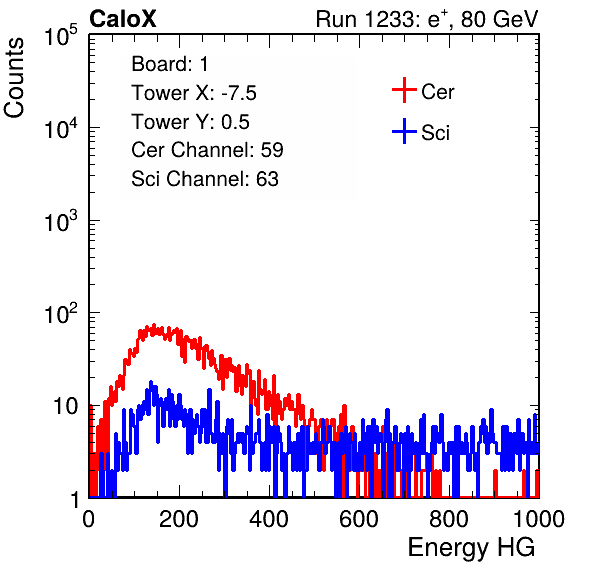 CaloX Run 1233: e⁺, 80 GeV
Counts
10⁵
10⁴
10³
10²
10
1
Board: 1
Tower X: -7.5
Tower Y: 0.5
Cer Channel: 59
Sci Channel: 63
Cer
Sci
0 200 400 600 800 1000
Energy HG